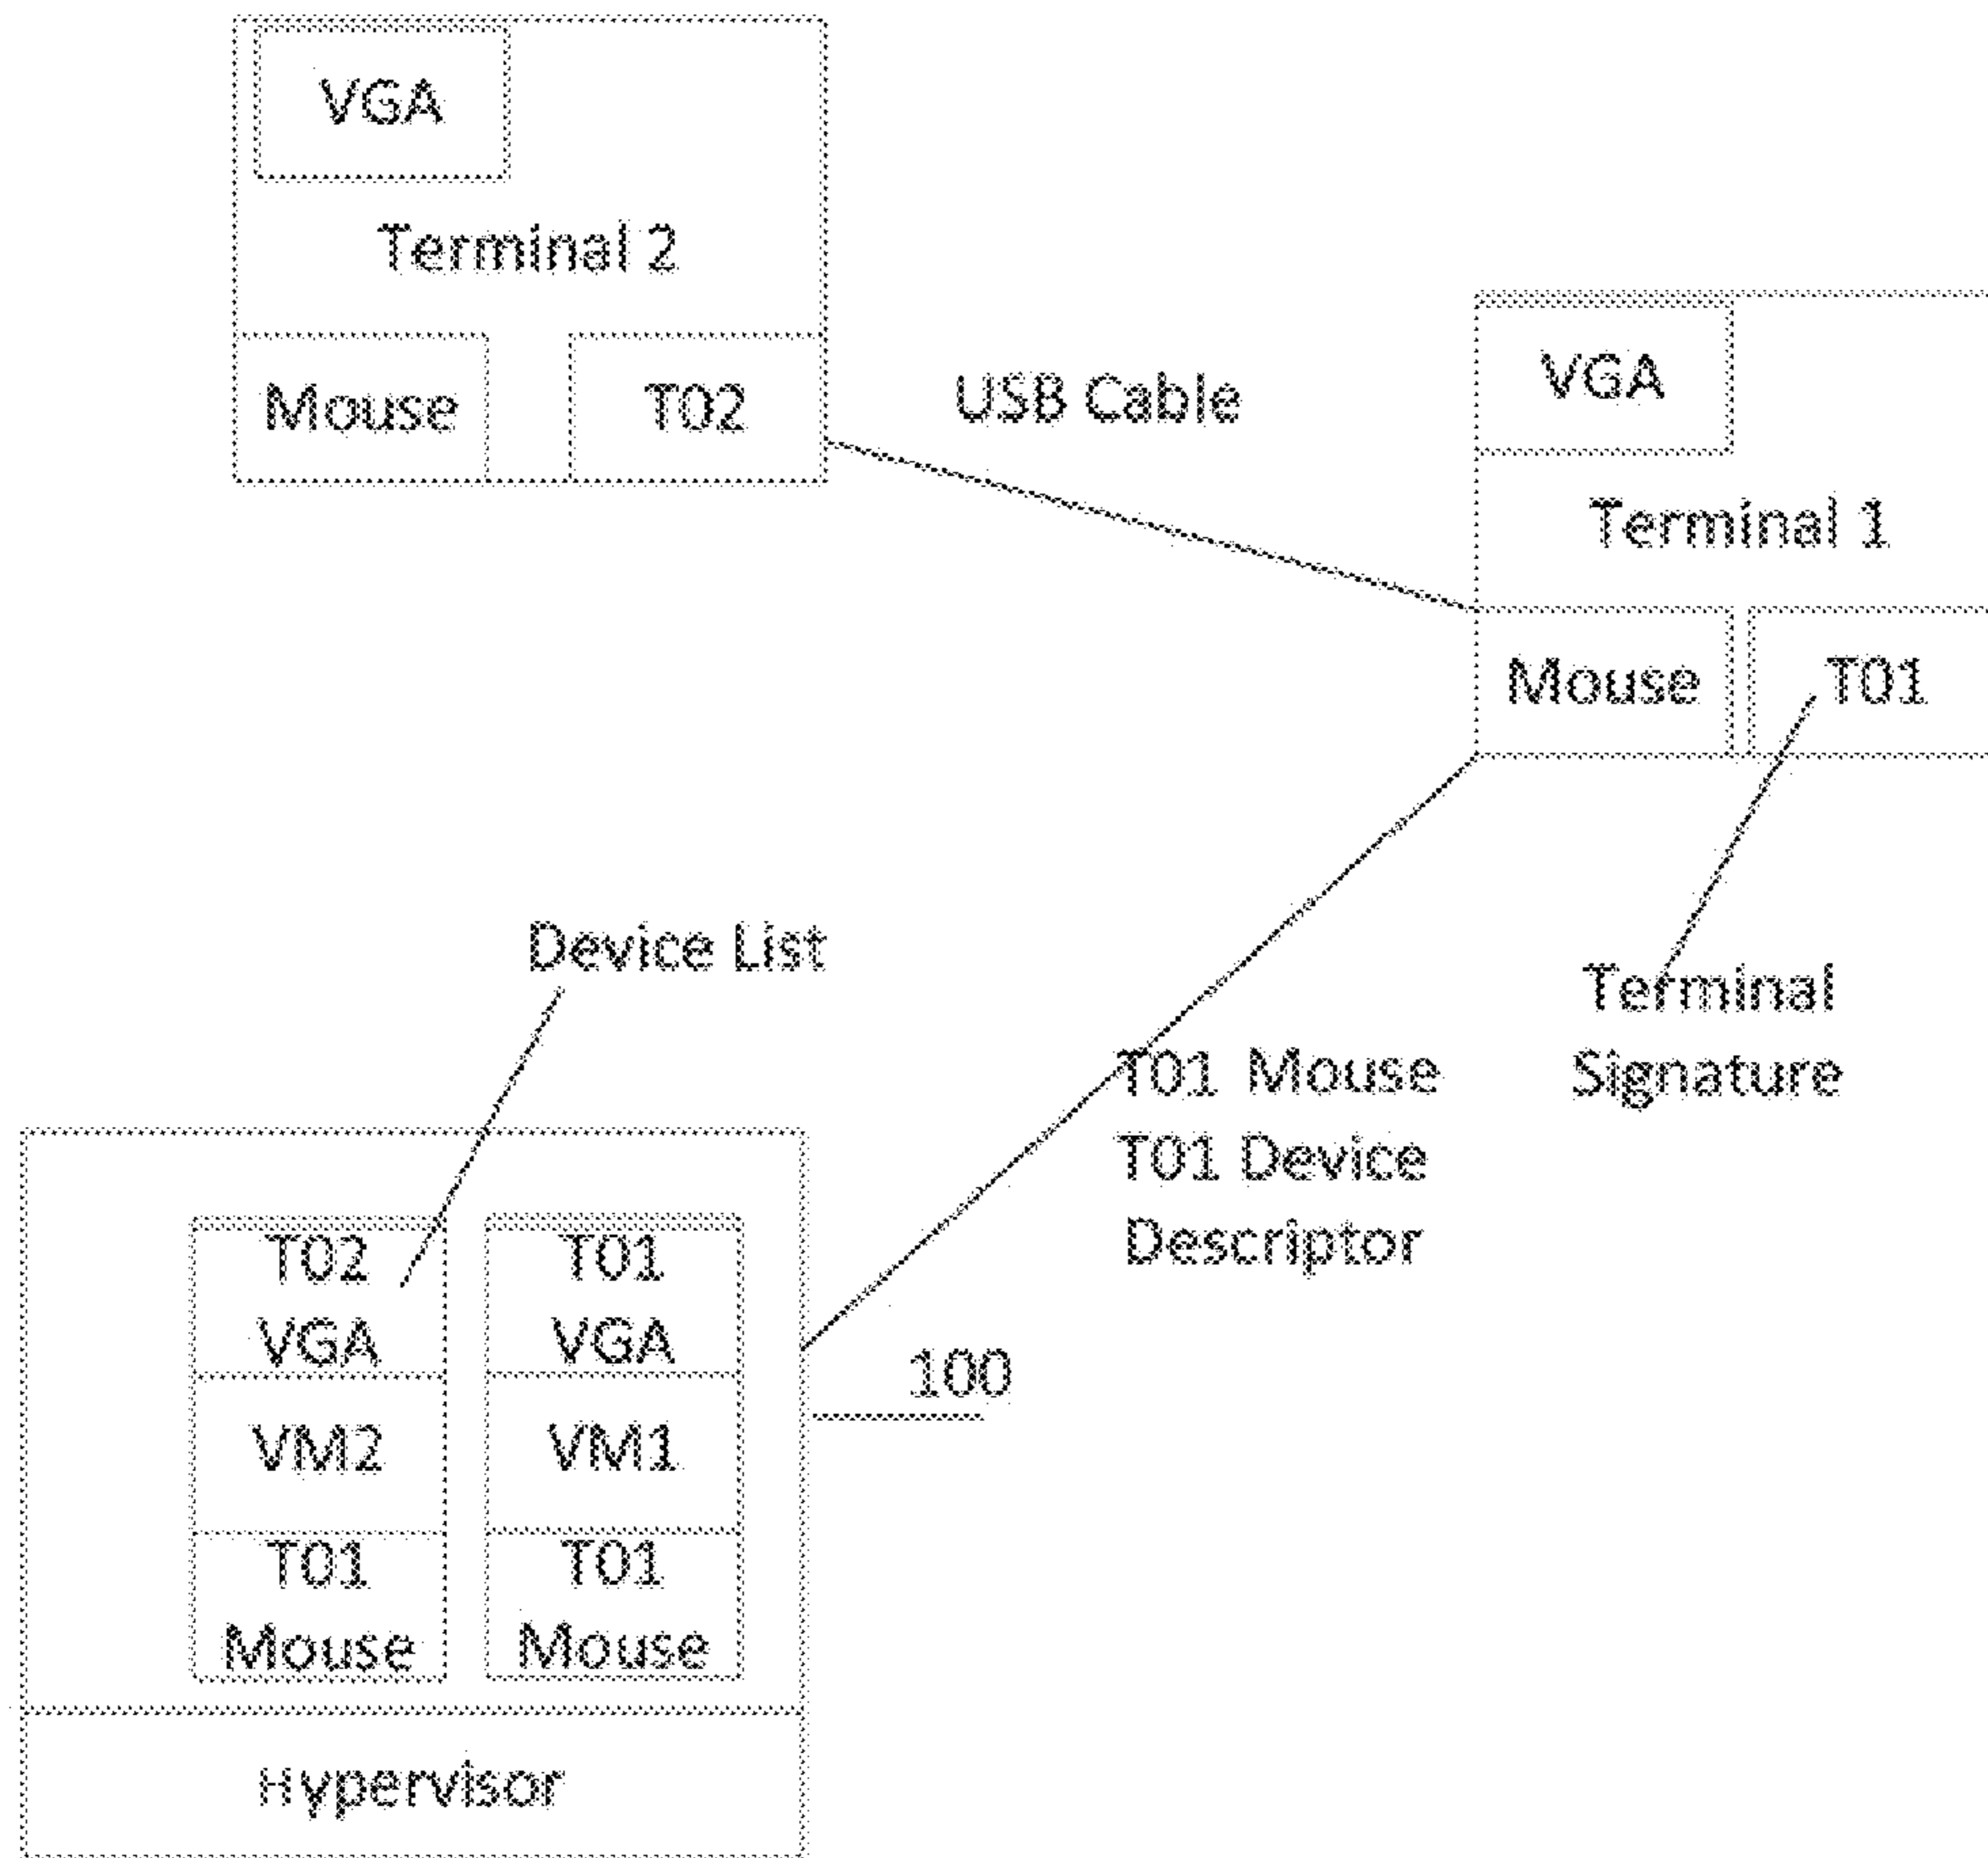 VGA
Terminal 2
Mouse
T02
USB Cable
VGA
Terminal 1
Mouse
T01
Device List
Terminal
Signature
T01 Mouse
T01 Device
Descriptor
T02
VGA
VM2
T01
Mouse
T01
VGA
VM1
T01
Mouse
100
Hypervisor